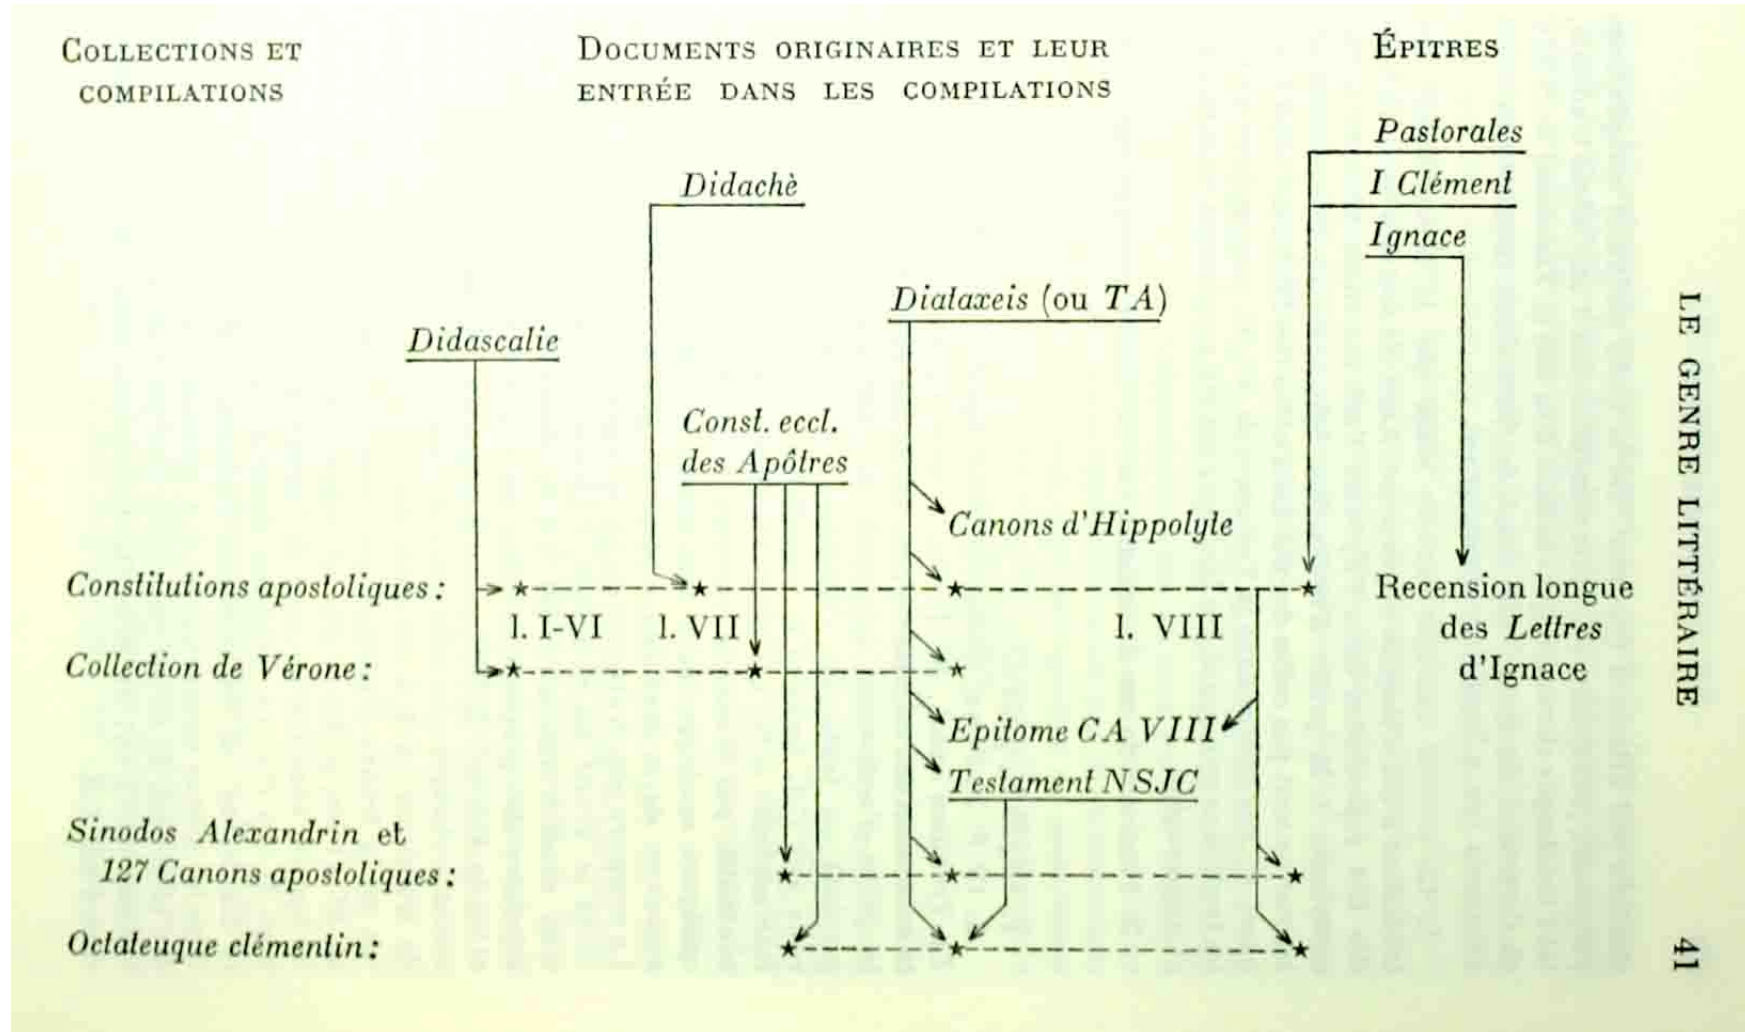 COLLECTIONS ET
COMPILATIONS
DOCUMENTS ORIGINAIRES ET LEUR
ENTRÉE DANS LES COMPILATIONS
ÉPITRES
Pastorales
I Clément
Ignace
Didachè
Diataxeis (ou TA)
Didascalie
Const. eccl.
des Apôtres
Canons d'Hippolyte
Constitutions apostoliques :
l. I-VI
l. VII
l. VIII
Recension longue
des Lettres
d'Ignace
Collection de Vérone :
Epitome CA VIII
Testament NSJC
Sinodos Alexandrin et
127 Canons apostoliques :
Octateuque clémentin :
LE GENRE LITTÉRAIRE
41